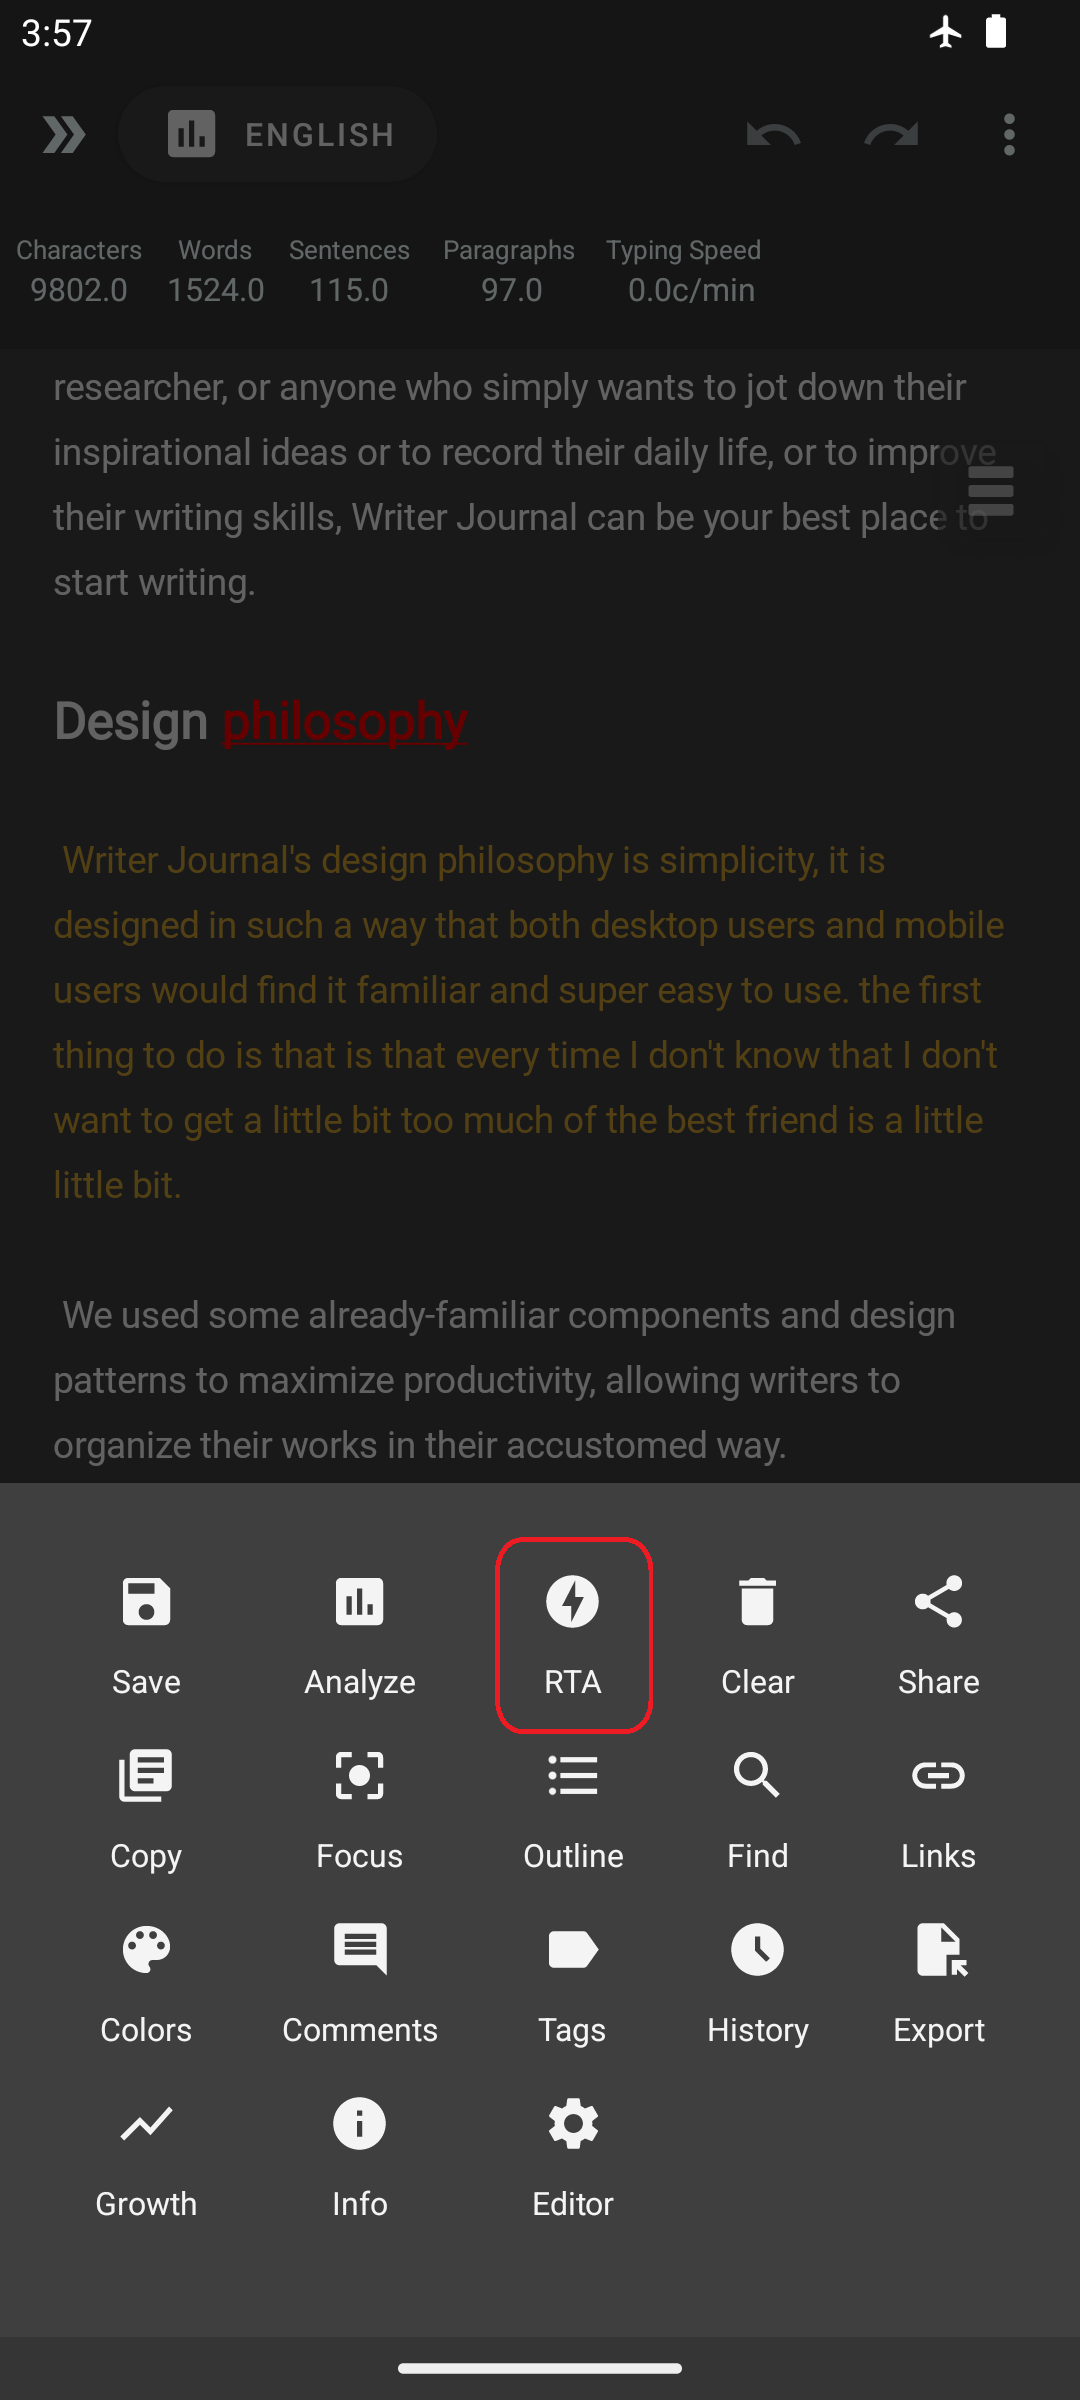 3:57
ENGLISH
Characters Words Sentences Paragraphs Typing Speed
9802.0 1524.0 115.0 97.0 0.0c/min
researcher, or anyone who simply wants to jot down their
inspirational ideas or to record their daily life, or to improve
their writing skills, Writer Journal can be your best place to
start writing.
Design philosophy
Writer Journal's design philosophy is simplicity, it is
designed in such a way that both desktop users and mobile
users would find it familiar and super easy to use. the first
thing to do is that is that every time I don't know that I don't
want to get a little bit too much of the best friend is a little
little bit.
We used some already-familiar components and design
patterns to maximize productivity, allowing writers to
organize their works in their accustomed way.
Save Analyze RTA Clear Share
Copy Focus Outline Find Links
Colors Comments Tags History Export
Growth Info Editor